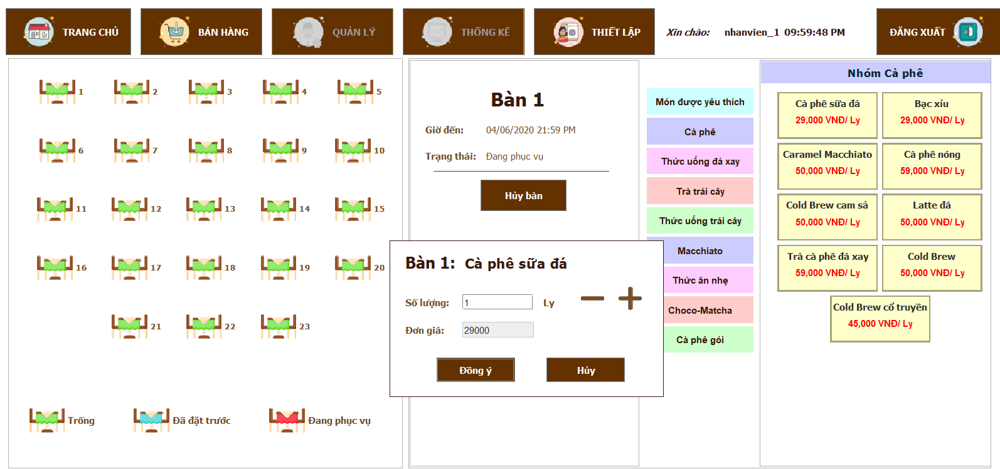 TRANG CHỦ
BÁN HÀNG
QUẢN LÝ
THỐNG KÊ
THIẾT LẬP
Xin chào: nhanvien_1 09:59:48 PM
ĐĂNG XUẤT
1 2 3 4 5
6 7 8 9 10
11 12 13 14 15
16 17 18 19 20
21 22 23
Trống
Đã đặt trước
Đang phục vụ
Bàn 1
Giờ đến: 04/06/2020 21:59 PM
Trạng thái: Đang phục vụ
Hủy bàn
Bàn 1: Cà phê sữa đá
Số lượng: 1 Ly
Đơn giá: 29000
Đồng ý
Hủy
Món được yêu thích
Cà phê
Thức uống đá xay
Trà trái cây
Thức uống trái cây
Macchiato
Thức ăn nhẹ
Choco-Matcha
Cà phê gói
Nhóm Cà phê
Cà phê sữa đá
29,000 VNĐ/ Ly
Bạc xỉu
29,000 VNĐ/ Ly
Caramel Macchiato
50,000 VNĐ/ Ly
Cà phê nóng
59,000 VNĐ/ Ly
Cold Brew cam sả
50,000 VNĐ/ Ly
Latte đá
50,000 VNĐ/ Ly
Trà cà phê đá xay
59,000 VNĐ/ Ly
Cold Brew
50,000 VNĐ/ Ly
Cold Brew cổ truyền
45,000 VNĐ/ Ly